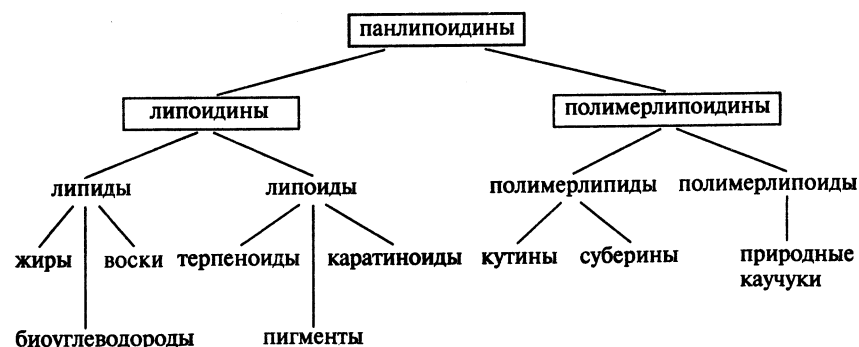 панлипоидины
липоидины
полимерлипоидины
липиды
липоиды
полимерлипиды
полимерлипоиды
жиры
воски
терпеноиды
каратиноиды
кутины
суберины
природные
каучуки
биоуглеводороды
пигменты